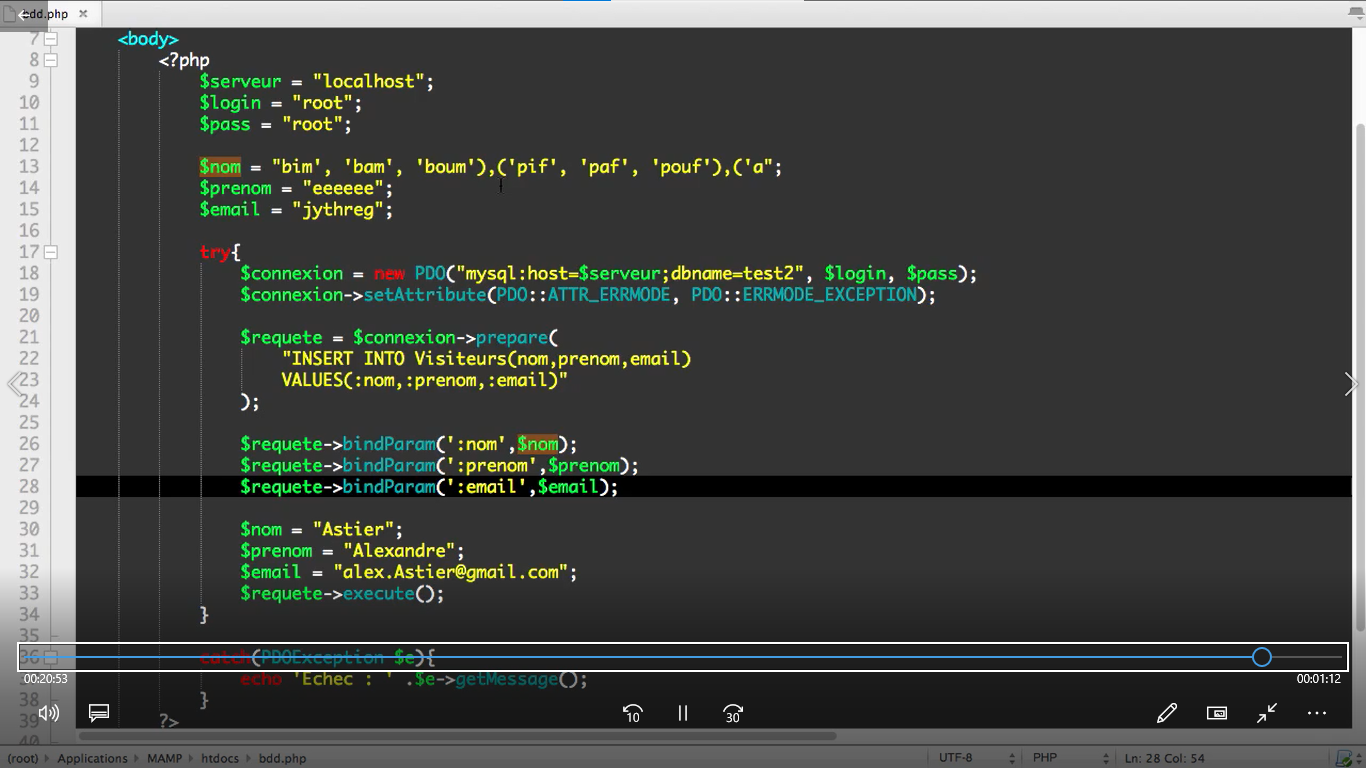 bdd.php ×
7 <body>
8 <?php
9 $serveur = "localhost";
10 $login = "root";
11 $pass = "root";
12
13 $nom = "bim', 'bam', 'boum'),('pif', 'paf', 'pouf'),('a";
14 $prenom = "eeeeee";
15 $email = "jythreg";
16
17 try{
18 $connexion = new PDO("mysql:host=$serveur;dbname=test2", $login, $pass);
19 $connexion->setAttribute(PDO::ATTR_ERRMODE, PDO::ERRMODE_EXCEPTION);
20
21 $requete = $connexion->prepare(
22 "INSERT INTO Visiteurs(nom,prenom,email)
23 VALUES(:nom,:prenom,:email)"
24 );
25
26 $requete->bindParam(':nom',$nom);
27 $requete->bindParam(':prenom',$prenom);
28 $requete->bindParam(':email',$email);
29
30 $nom = "Astier";
31 $prenom = "Alexandre";
32 $email = "alex.Astier@gmail.com";
33 $requete->execute();
34 }
35
36 catch(PDOException $e){
echo 'Echec : ' .$e->getMessage();
00:20:53 00:01:12
38 }
39 ?>
40
10 30
(root) Applications MAMP htdocs bdd.php UTF-8 PHP Ln: 28 Col: 54